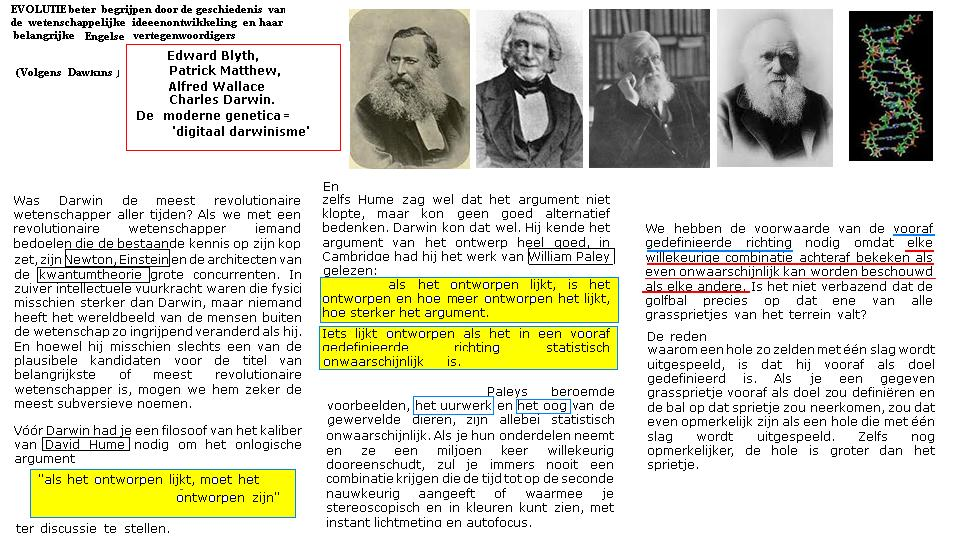 EVOLUTIE beter begrijpen door de geschiedenis van
de wetenschappelijke ideeenontwikkeling en haar
belangrijke Engelse vertegenwoordigers
(Volgens Dawkins )
Edward Blyth,
Patrick Matthew,
Alfred Wallace
Charles Darwin.
De moderne genetica =
'digitaal darwinisme'
Was Darwin de meest revolutionaire
wetenschapper aller tijden? Als we met een
revolutionaire wetenschapper iemand
bedoelen die de bestaande kennis op zijn kop
zet, zijn Newton, Einstein en de architecten van
de kwantumtheorie grote concurrenten. In
zuiver intellectuele vuurkracht waren die fysici
misschien sterker dan Darwin, maar niemand
heeft het wereldbeeld van de mensen buiten
de wetenschap zo ingrijpend veranderd als hij.
En hoewel hij misschien slechts een van de
plausibele kandidaten voor de titel van
belangrijkste of meest revolutionaire
wetenschapper is, mogen we hem zeker de
meest subversieve noemen.
Vóór Darwin had je een filosoof van het kaliber
van David Hume nodig om het onlogische
argument
"als het ontworpen lijkt, moet het
ontworpen zijn"
ter discussie te stellen.
En
zelfs Hume zag wel dat het argument niet
klopte, maar kon geen goed alternatief
bedenken. Darwin kon dat wel. Hij kende het
argument van het ontwerp heel goed, in
Cambridge had hij het werk van William Paley
gelezen:
als het ontworpen lijkt, is het
ontworpen en hoe meer ontworpen het lijkt,
hoe sterker het argument.
Iets lijkt ontworpen als het in een vooraf
gedefinieerde richting statistisch
onwaarschijnlijk is.
Paleys beroemde
voorbeelden, het uurwerk en het oog van de
gewervelde dieren, zijn allebei statistisch
onwaarschijnlijk. Als je hun onderdelen neemt
en ze een miljoen keer willekeurig
dooreenschudt, zul je immers nooit een
combinatie krijgen die de tijd tot op de seconde
nauwkeurig aangeeft of waarmee je
stereoscopisch en in kleuren kunt zien, met
instant lichtmeting en autofocus.
We hebben de voorwaarde van de vooraf
gedefinieerde richting nodig omdat elke
willekeurige combinatie achteraf bekeken als
even onwaarschijnlijk kan worden beschouwd
als elke andere. Is het niet verbazend dat de
golfbal precies op dat ene van alle
grassprietjes van het terrein valt?
De reden
waarom een hole zo zelden met één slag wordt
uitgespeeld, is dat hij vooraf als doel
gedefinieerd is. Als je een gegeven
grassprietje vooraf als doel zou definiëren en
de bal op dat sprietje zou neerkomen, zou dat
even opmerkelijk zijn als een hole die met één
slag wordt uitgespeeld. Zelfs nog
opmerkelijker, de hole is groter dan het
sprietje.